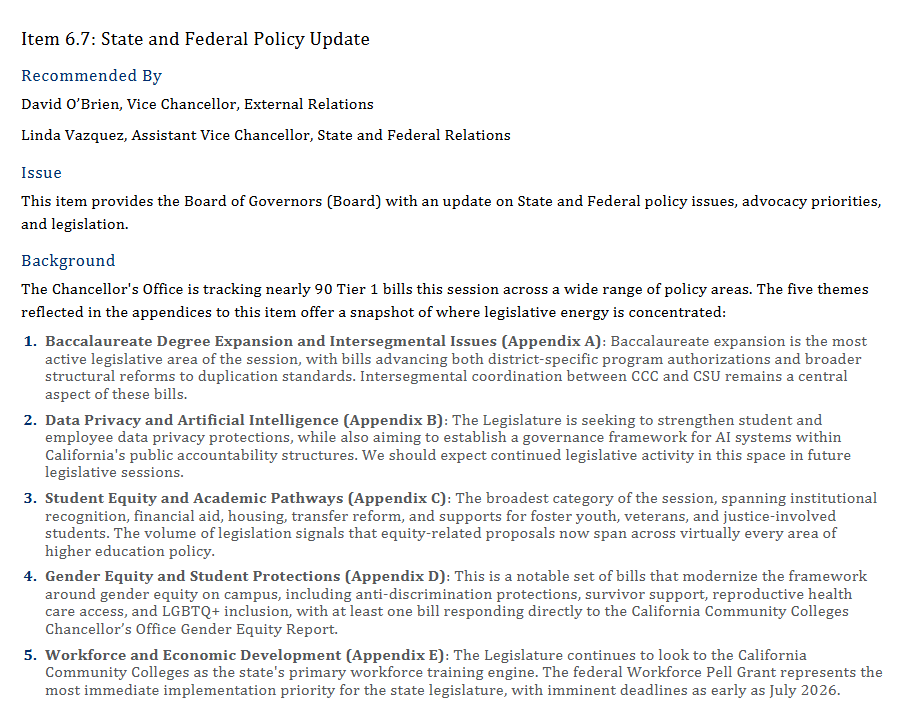 Item 6.7: State and Federal Policy Update
Recommended By
David O’Brien, Vice Chancellor, External Relations
Linda Vazquez, Assistant Vice Chancellor, State and Federal Relations
Issue
This item provides the Board of Governors (Board) with an update on State and Federal policy issues, advocacy priorities,
and legislation.
Background
The Chancellor's Office is tracking nearly 90 Tier 1 bills this session across a wide range of policy areas. The five themes
reflected in the appendices to this item offer a snapshot of where legislative energy is concentrated:
1. Baccalaureate Degree Expansion and Intersegmental Issues (Appendix A): Baccalaureate expansion is the most
active legislative area of the session, with bills advancing both district-specific program authorizations and broader
structural reforms to duplication standards. Intersegmental coordination between CCC and CSU remains a central
aspect of these bills.
2. Data Privacy and Artificial Intelligence (Appendix B): The Legislature is seeking to strengthen student and
employee data privacy protections, while also aiming to establish a governance framework for AI systems within
California's public accountability structures. We should expect continued legislative activity in this space in future
legislative sessions.
3. Student Equity and Academic Pathways (Appendix C): The broadest category of the session, spanning institutional
recognition, financial aid, housing, transfer reform, and supports for foster youth, veterans, and justice-involved
students. The volume of legislation signals that equity-related proposals now span across virtually every area of
higher education policy.
4. Gender Equity and Student Protections (Appendix D): This is a notable set of bills that modernize the framework
around gender equity on campus, including anti-discrimination protections, survivor support, reproductive health
care access, and LGBTQ+ inclusion, with at least one bill responding directly to the California Community Colleges
Chancellor’s Office Gender Equity Report.
5. Workforce and Economic Development (Appendix E): The Legislature continues to look to the California
Community Colleges as the state's primary workforce training engine. The federal Workforce Pell Grant represents the
most immediate implementation priority for the state legislature, with imminent deadlines as early as July 2026.